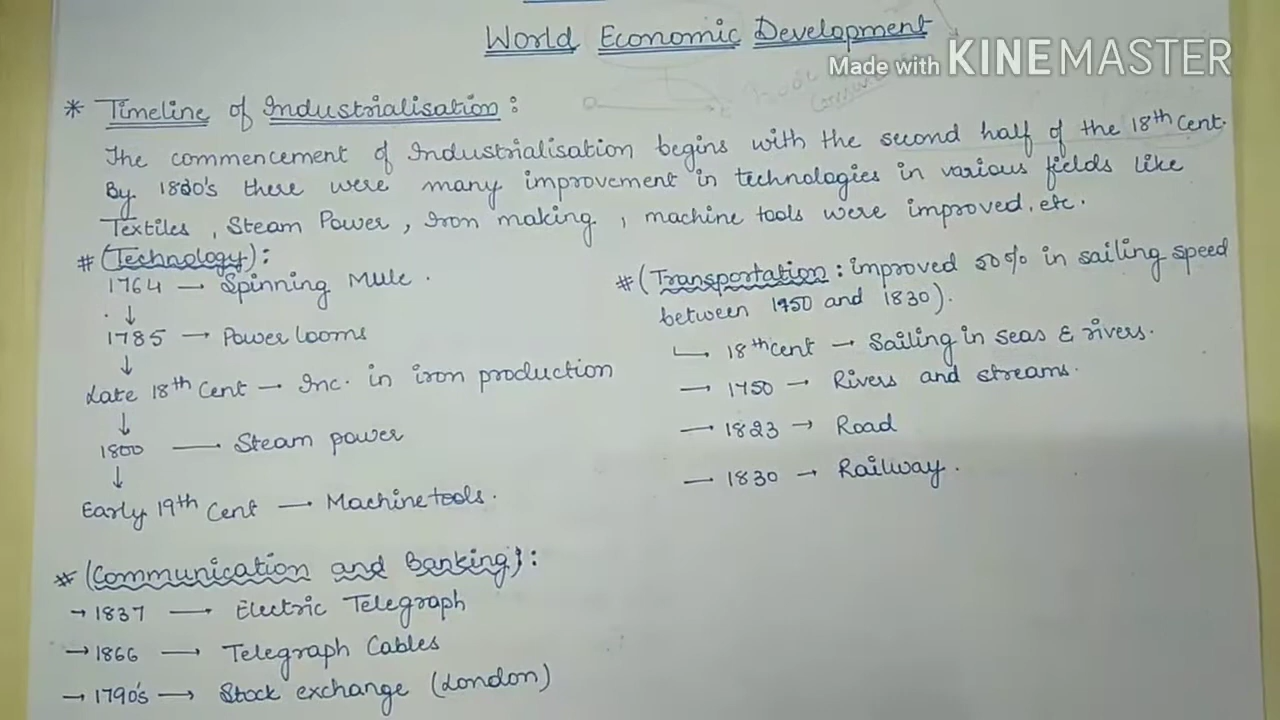 World Economic Development
Made with KINEMASTER
* Timeline of Industrialisation :
The commencement of Industrialisation begins with the second half of the 18th Cent.
By 1830's there were many improvement in technologies in various fields like
Textiles, Steam Power, Iron making, machine tools were improved. etc.
# (Technology) :
1764 — Spinning Mule .
↓
1785 → Power looms
↓
Late 18th Cent — Inc. in iron production
↓
1800 — Steam power
↓
Early 19th Cent — Machine tools.
# (Transportation : improved 50% in sailing speed
between 1750 and 1830).
↳ 18th cent → Sailing in seas & rivers.
— 1750 → Rivers and streams.
— 1823 → Road
— 1830 → Railway.
# (Communication and Banking) :
→ 1837 — Electric Telegraph
→ 1866 → Telegraph Cables
→ 1790's → Stock exchange (London)